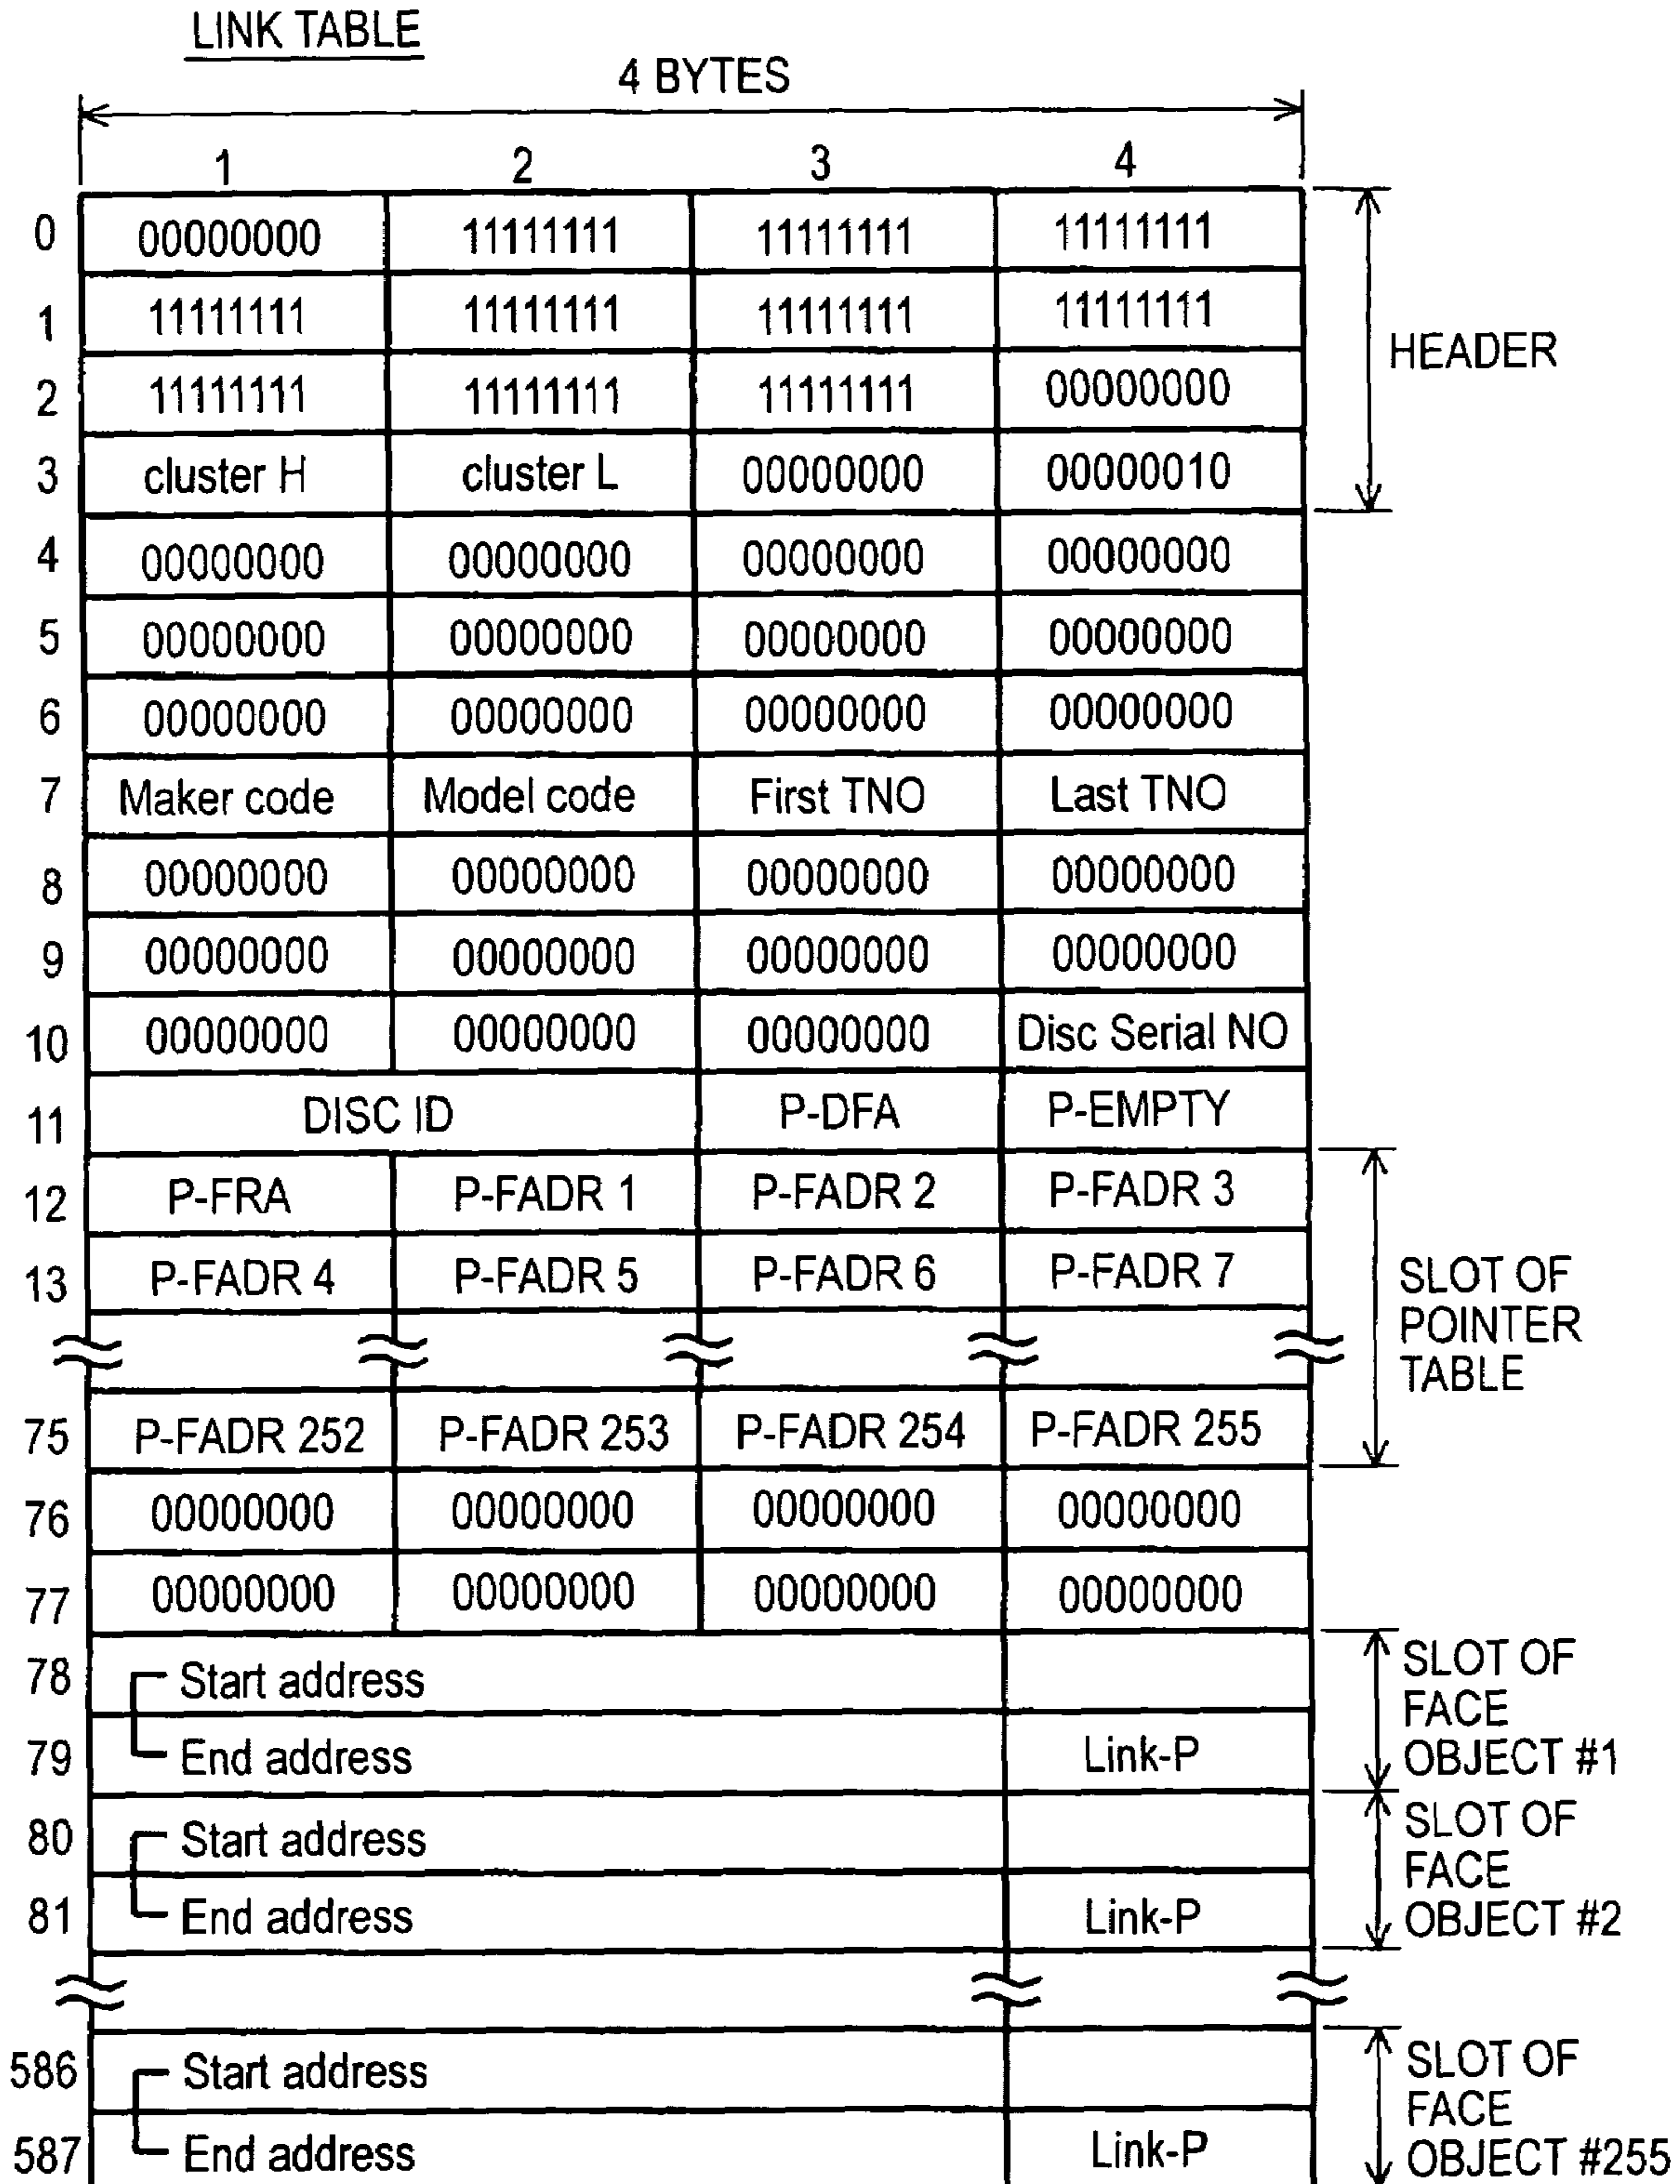 LINK TABLE
4 BYTES
1 2 3 4
0 00000000 11111111 11111111 11111111
1 11111111 11111111 11111111 11111111
HEADER
2 11111111 11111111 11111111 00000000
3 cluster H cluster L 00000000 00000010
4 00000000 00000000 00000000 00000000
5 00000000 00000000 00000000 00000000
6 00000000 00000000 00000000 00000000
7 Maker code Model code First TNO Last TNO
8 00000000 00000000 00000000 00000000
9 00000000 00000000 00000000 00000000
10 00000000 00000000 00000000 Disc Serial NO
11 DISC ID P-DFA P-EMPTY
12 P-FRA P-FADR 1 P-FADR 2 P-FADR 3
13 P-FADR 4 P-FADR 5 P-FADR 6 P-FADR 7
SLOT OF
POINTER
TABLE
75 P-FADR 252 P-FADR 253 P-FADR 254 P-FADR 255
76 00000000 00000000 00000000 00000000
77 00000000 00000000 00000000 00000000
78 Start address
79 End address Link-P
SLOT OF
FACE
OBJECT #1
80 Start address
81 End address Link-P
SLOT OF
FACE
OBJECT #2
586 Start address
587 End address Link-P
SLOT OF
FACE
OBJECT #255